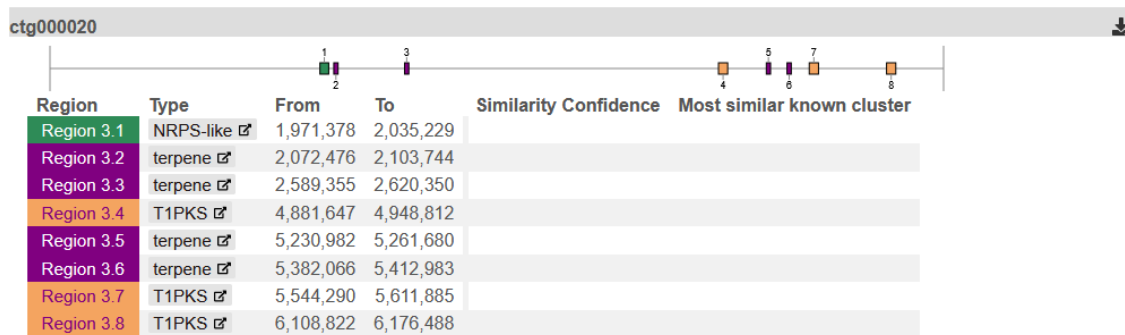 ctg000020
1 3 5 7
2 4 6 8
Region Type From To Similarity Confidence Most similar known cluster
Region 3.1 NRPS-like 1,971,378 2,035,229
Region 3.2 terpene 2,072,476 2,103,744
Region 3.3 terpene 2,589,355 2,620,350
Region 3.4 T1PKS 4,881,647 4,948,812
Region 3.5 terpene 5,230,982 5,261,680
Region 3.6 terpene 5,382,066 5,412,983
Region 3.7 T1PKS 5,544,290 5,611,885
Region 3.8 T1PKS 6,108,822 6,176,488